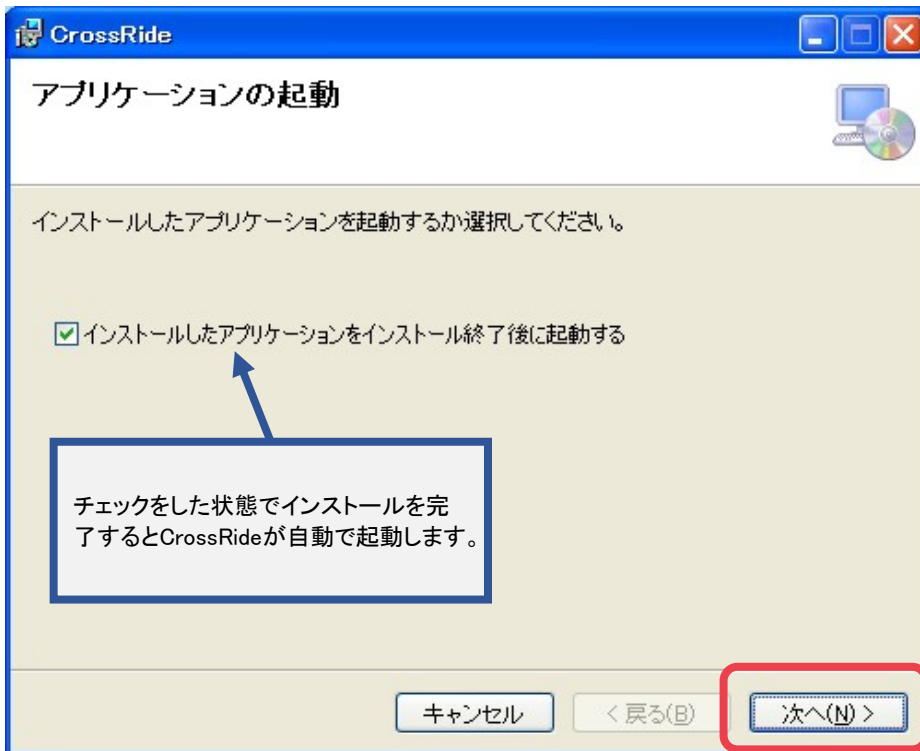 CrossRide
アプリケーションの起動
インストールしたアプリケーションを起動するか選択してください。
インストールしたアプリケーションをインストール終了後に起動する
チェックをした状態でインストールを完
了するとCrossRideが自動で起動します。
キャンセル
< 戻る(B)
次へ(N) >